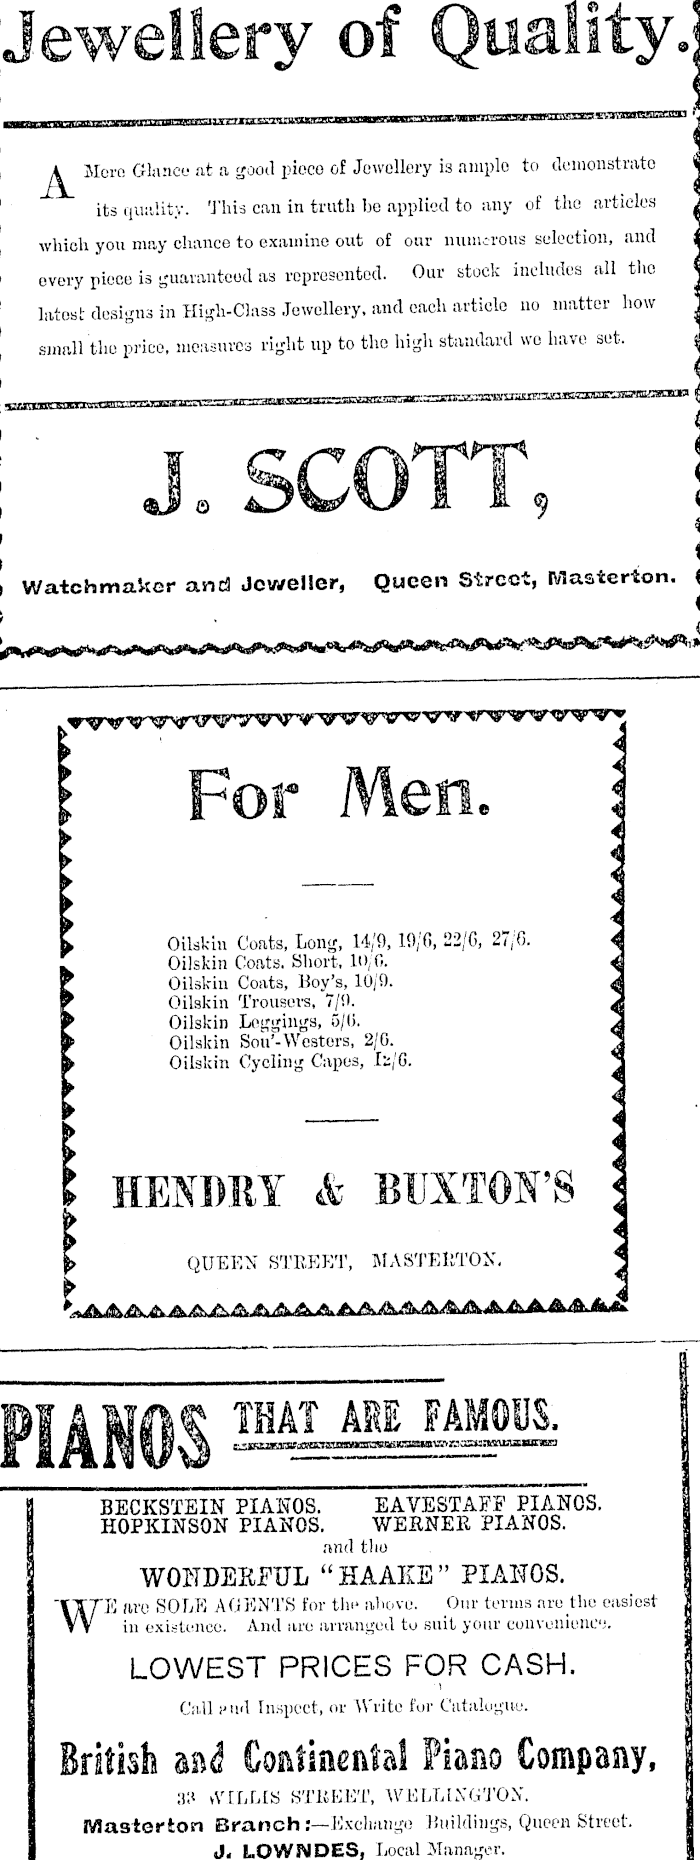 Jewellery of Quality.
A Mere Glance at a good piece of Jewellery is ample to demonstrate
its quality. This can in truth be applied to any of the articles
which you may chance to examine out of our numerous selection, and
every piece is guaranteed as represented. Our stock includes all the
latest designs in High-Class Jewellery, and each article no matter how
small the price, measures right up to the high standard we have set.
J. SCOTT,
Watchmaker and Jeweller, Queen Street, Masterton.
For Men.
Oilskin Coats, Long, 14/9, 19/6, 22/6, 27/6.
Oilskin Coats. Short, 10/6.
Oilskin Coats, Boy's, 10/9.
Oilskin Trousers, 7/9.
Oilskin Leggings, 5/6.
Oilskin Sou'-Westers, 2/6.
Oilskin Cycling Capes, 12/6.
HENDRY & BUXTON'S
QUEEN STREET, MASTERTON.
PIANOS THAT ARE FAMOUS.
BECKSTEIN PIANOS. EAVESTAFF PIANOS.
HOPKINSON PIANOS. WERNER PIANOS.
and the
WONDERFUL "HAAKE" PIANOS.
WE are SOLE AGENTS for the above. Our terms are the easiest
in existence. And are arranged to suit your convenience.
LOWEST PRICES FOR CASH.
Call and Inspect, or Write for Catalogue.
British and Continental Piano Company,
33 WILLIS STREET, WELLINGTON.
Masterton Branch:—Exchange Buildings, Queen Street.
J. LOWNDES, Local Manager.